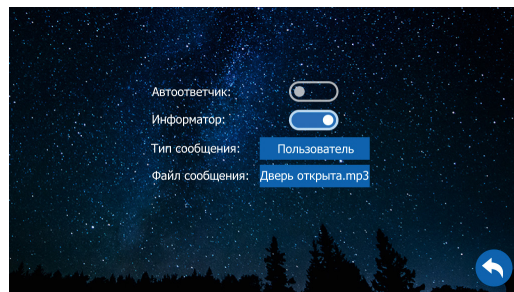 Автоответчик:
Информатор:
Тип сообщения: Пользователь
Файл сообщения: Дверь открыта.mp3